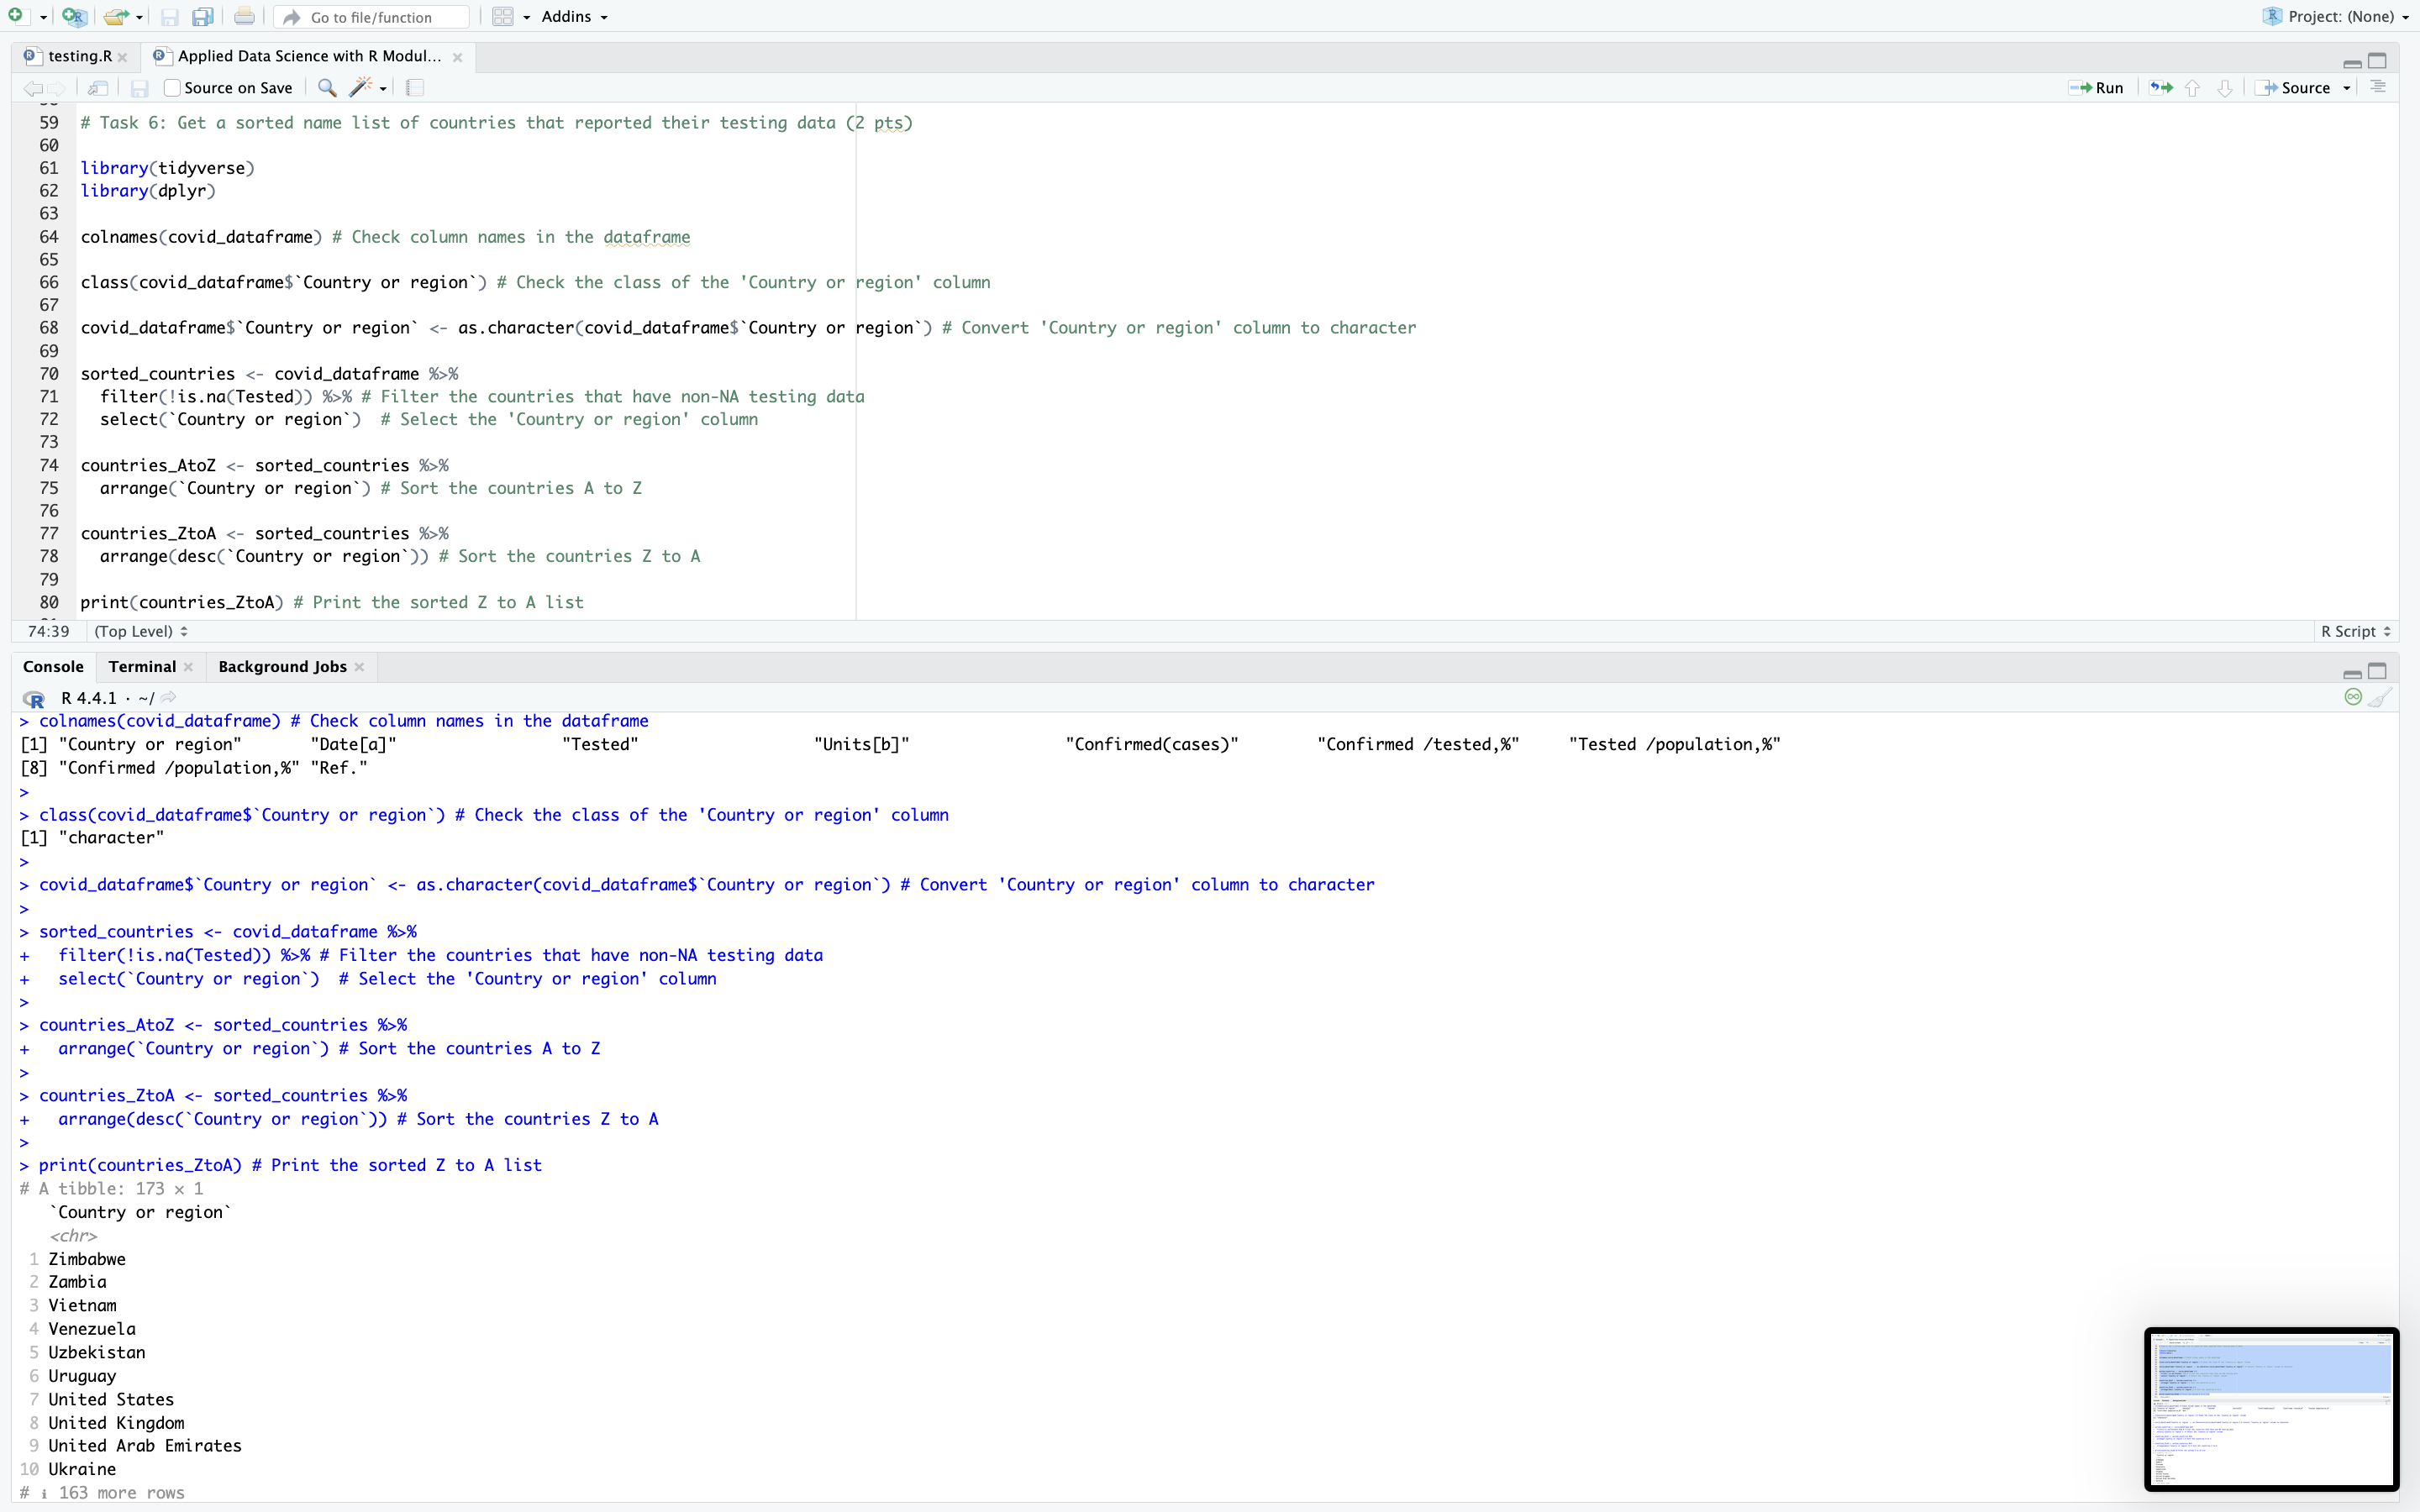 Go to file/function
Addins
Project: (None)
testing.R
Applied Data Science with R Modul...
Source on Save
Run
Source
59 # Task 6: Get a sorted name list of countries that reported their testing data (2 pts)
60
61 library(tidyverse)
62 library(dplyr)
63
64 colnames(covid_dataframe) # Check column names in the dataframe
65
66 class(covid_dataframe$`Country or region`) # Check the class of the 'Country or region' column
67
68 covid_dataframe$`Country or region` <- as.character(covid_dataframe$`Country or region`) # Convert 'Country or region' column to character
69
70 sorted_countries <- covid_dataframe %>%
71 filter(!is.na(Tested)) %>% # Filter the countries that have non-NA testing data
72 select(`Country or region`)  # Select the 'Country or region' column
73
74 countries_AtoZ <- sorted_countries %>%
75 arrange(`Country or region`) # Sort the countries A to Z
76
77 countries_ZtoA <- sorted_countries %>%
78 arrange(desc(`Country or region`)) # Sort the countries Z to A
79
80 print(countries_ZtoA) # Print the sorted Z to A list
74:39 (Top Level) R Script
Console Terminal Background Jobs
R 4.4.1 · ~/
> colnames(covid_dataframe) # Check column names in the dataframe
[1] "Country or region" "Date[a]" "Tested" "Units[b]" "Confirmed(cases)" "Confirmed /tested,%" "Tested /population,%"
[8] "Confirmed /population,%" "Ref."
>
> class(covid_dataframe$`Country or region`) # Check the class of the 'Country or region' column
[1] "character"
>
> covid_dataframe$`Country or region` <- as.character(covid_dataframe$`Country or region`) # Convert 'Country or region' column to character
>
> sorted_countries <- covid_dataframe %>%
+ filter(!is.na(Tested)) %>% # Filter the countries that have non-NA testing data
+ select(`Country or region`)  # Select the 'Country or region' column
>
> countries_AtoZ <- sorted_countries %>%
+ arrange(`Country or region`) # Sort the countries A to Z
>
> countries_ZtoA <- sorted_countries %>%
+ arrange(desc(`Country or region`)) # Sort the countries Z to A
>
> print(countries_ZtoA) # Print the sorted Z to A list
# A tibble: 173 × 1
`Country or region`
<chr>
1 Zimbabwe
2 Zambia
3 Vietnam
4 Venezuela
5 Uzbekistan
6 Uruguay
7 United States
8 United Kingdom
9 United Arab Emirates
10 Ukraine
# ℹ 163 more rows